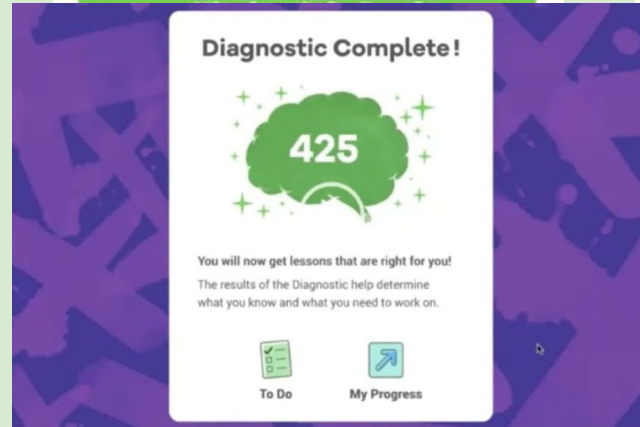 Diagnostic Complete!
425
You will now get lessons that are right for you!
The results of the Diagnostic help determine
what you know and what you need to work on.
To Do
My Progress